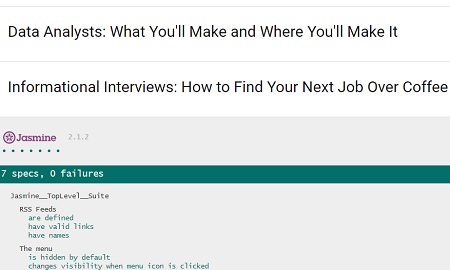 Data Analysts: What You'll Make and Where You'll Make It
Informational Interviews: How to Find Your Next Job Over Coffee
Jasmine 2.1.2
7 specs, 0 failures
Jasmine__TopLevel__Suite
RSS Feeds
are defined
have valid links
have names
The menu
is hidden by default
changes visibility when menu icon is clicked